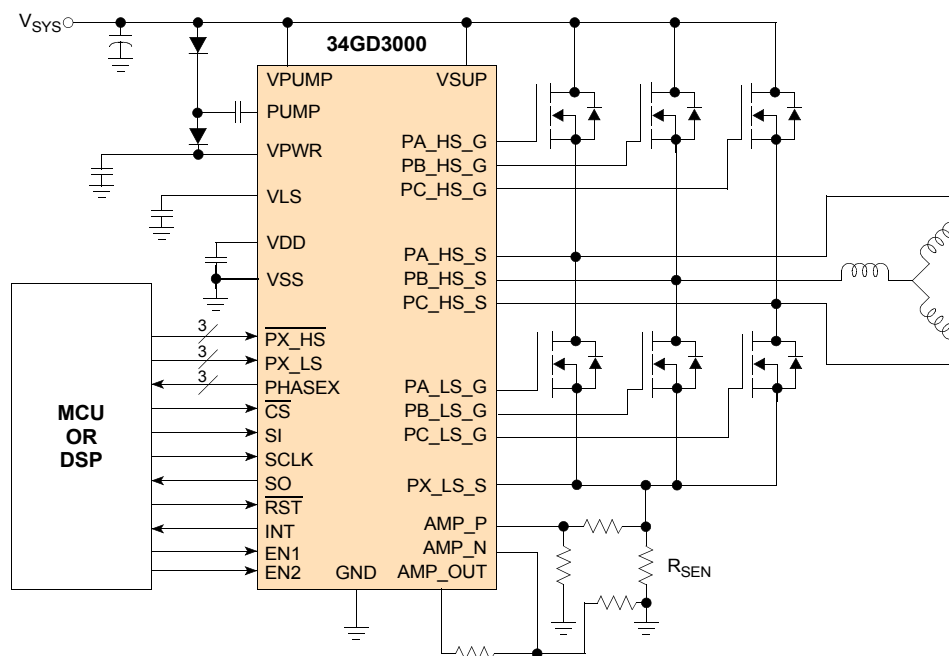 VSYS
34GD3000
VPUMP
VSUP
PUMP
PA_HS_G
VPWR
PB_HS_G
PC_HS_G
VLS
VDD
PA_HS_S
VSS
PB_HS_S
PC_HS_S
MCU
OR
DSP
3
PX_HS
3
PX_LS
3
PHASEX
CS
SI
SCLK
SO
RST
INT
EN1
EN2
GND
PA_LS_G
PB_LS_G
PC_LS_G
PX_LS_S
AMP_P
AMP_N
AMP_OUT
RSEN